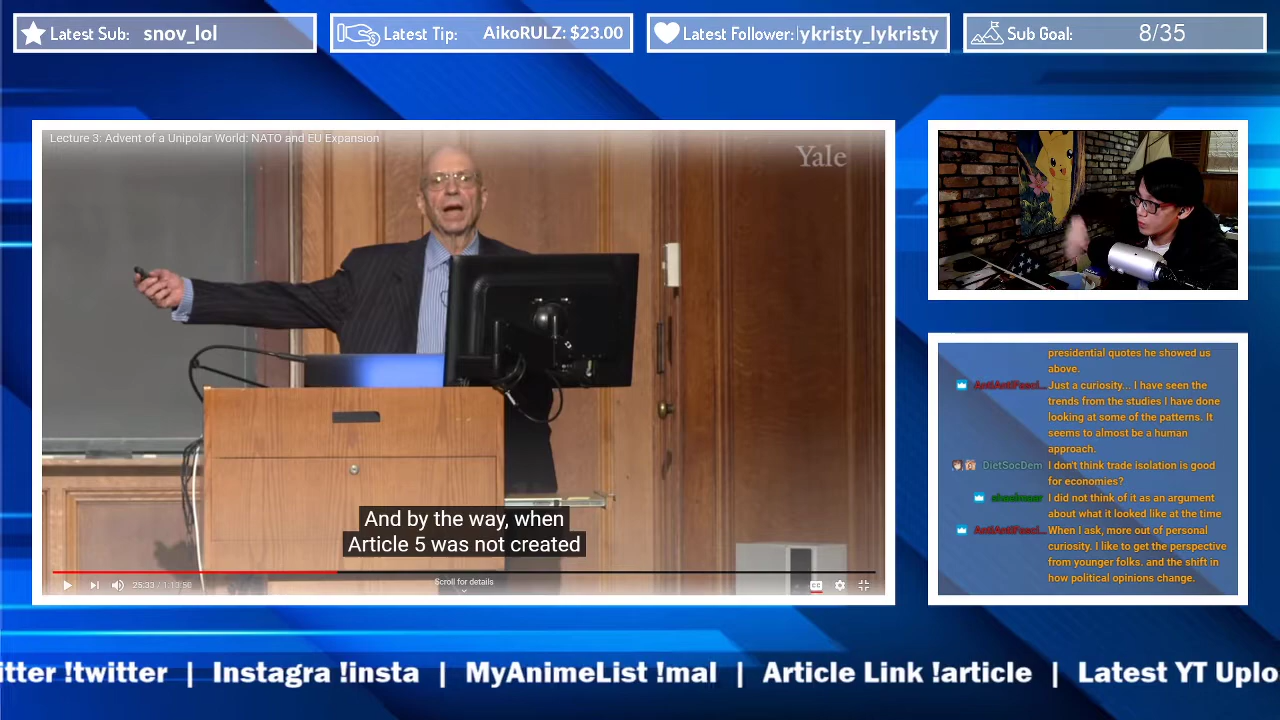 Latest Sub: snov_lol
Latest Tip: AikoRULZ: $23.00
Latest Follower: lykristy_lykristy
Sub Goal: 8/35
Lecture 3: Advent of a Unipolar World: NATO and EU Expansion
Yale
And by the way, when
Article 5 was not created
25:33 / 1:13:50
Scroll for details
presidential quotes he showed us
above.
AntiAntiFasci... Just a curiosity... I have seen the
trends from the studies I have done
looking at some of the patterns. It
seems to almost be a human
approach.
DietSocDem I don't think trade isolation is good
for economies?
I did not think of it as an argument
about what it looked like at the time
AntiAntiFasci... When I ask, more out of personal
curiosity. I like to get the perspective
from younger folks. and the shift in
how political opinions change.
itter !twitter | Instagra !insta | MyAnimeList !mal | Article Link !article | Latest YT Uplo